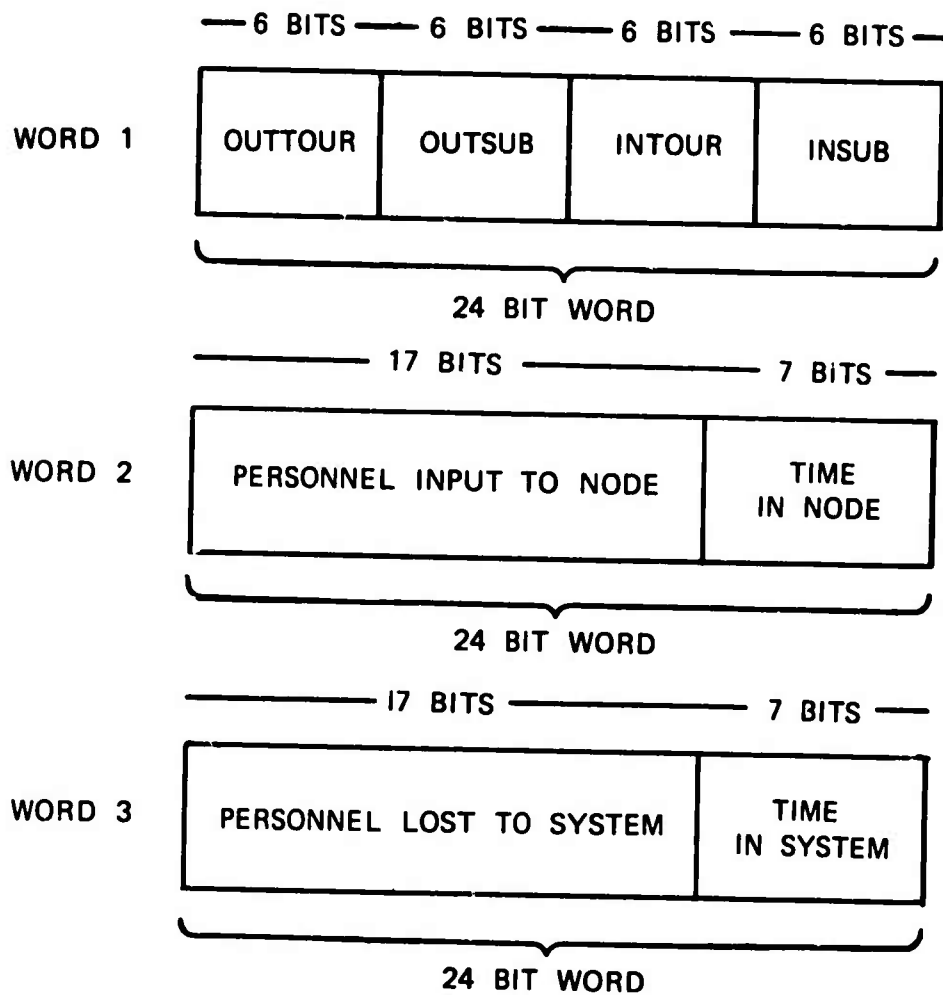 6 BITS 6 BITS 6 BITS 6 BITS
WORD 1 OUTTOUR OUTSUB INTOUR INSUB
24 BIT WORD
17 BITS 7 BITS
WORD 2 PERSONNEL INPUT TO NODE TIME
IN NODE
24 BIT WORD
17 BITS 7 BITS
WORD 3 PERSONNEL LOST TO SYSTEM TIME
IN SYSTEM
24 BIT WORD